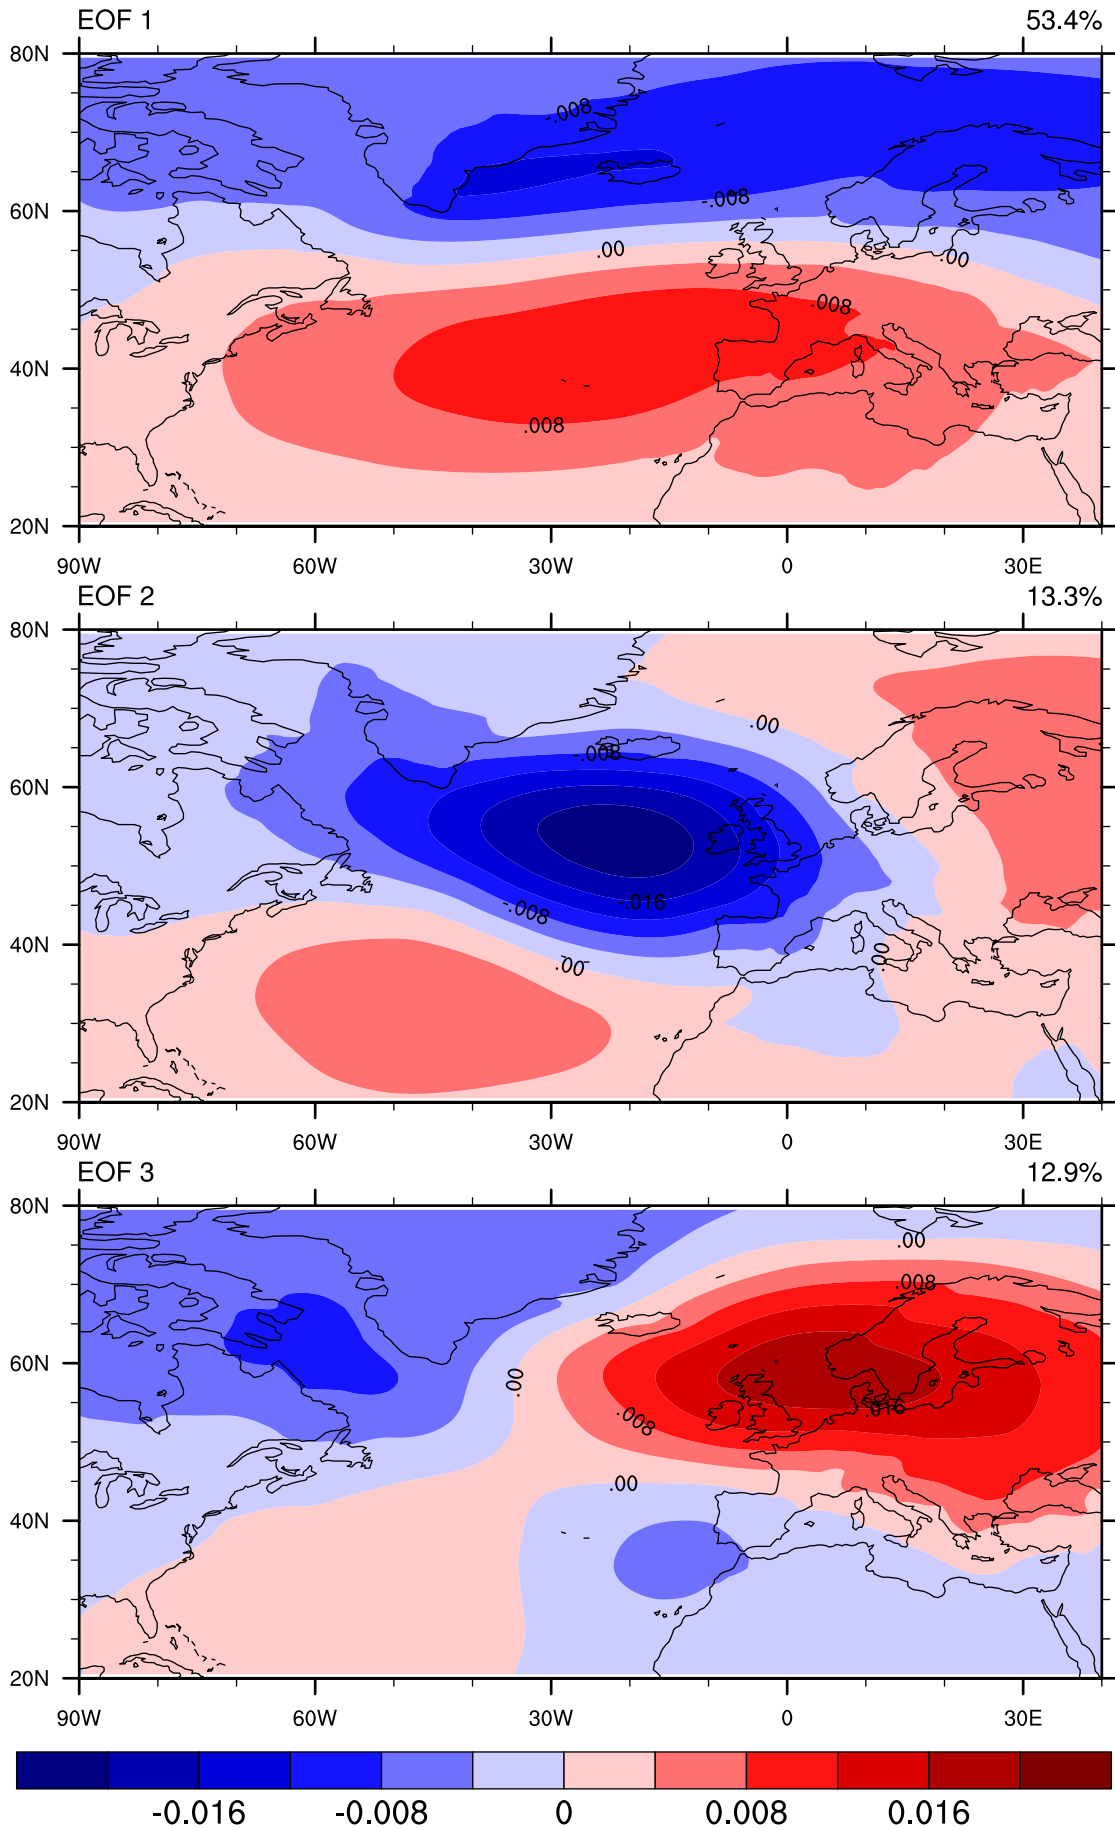 EOF 1 53.4%
80N
-.008
-.008
60N
.00 .00
.008
40N
.008
20N
90W 60W 30W 0 30E
EOF 2 13.3%
80N
.00
-.008
60N
-.016
-.008
40N
.00 .00
20N
90W 60W 30W 0 30E
EOF 3 12.9%
80N
.00
.008
60N
.00
.016
.008
.00
40N
20N
90W 60W 30W 0 30E
-0.016 -0.008 0 0.008 0.016